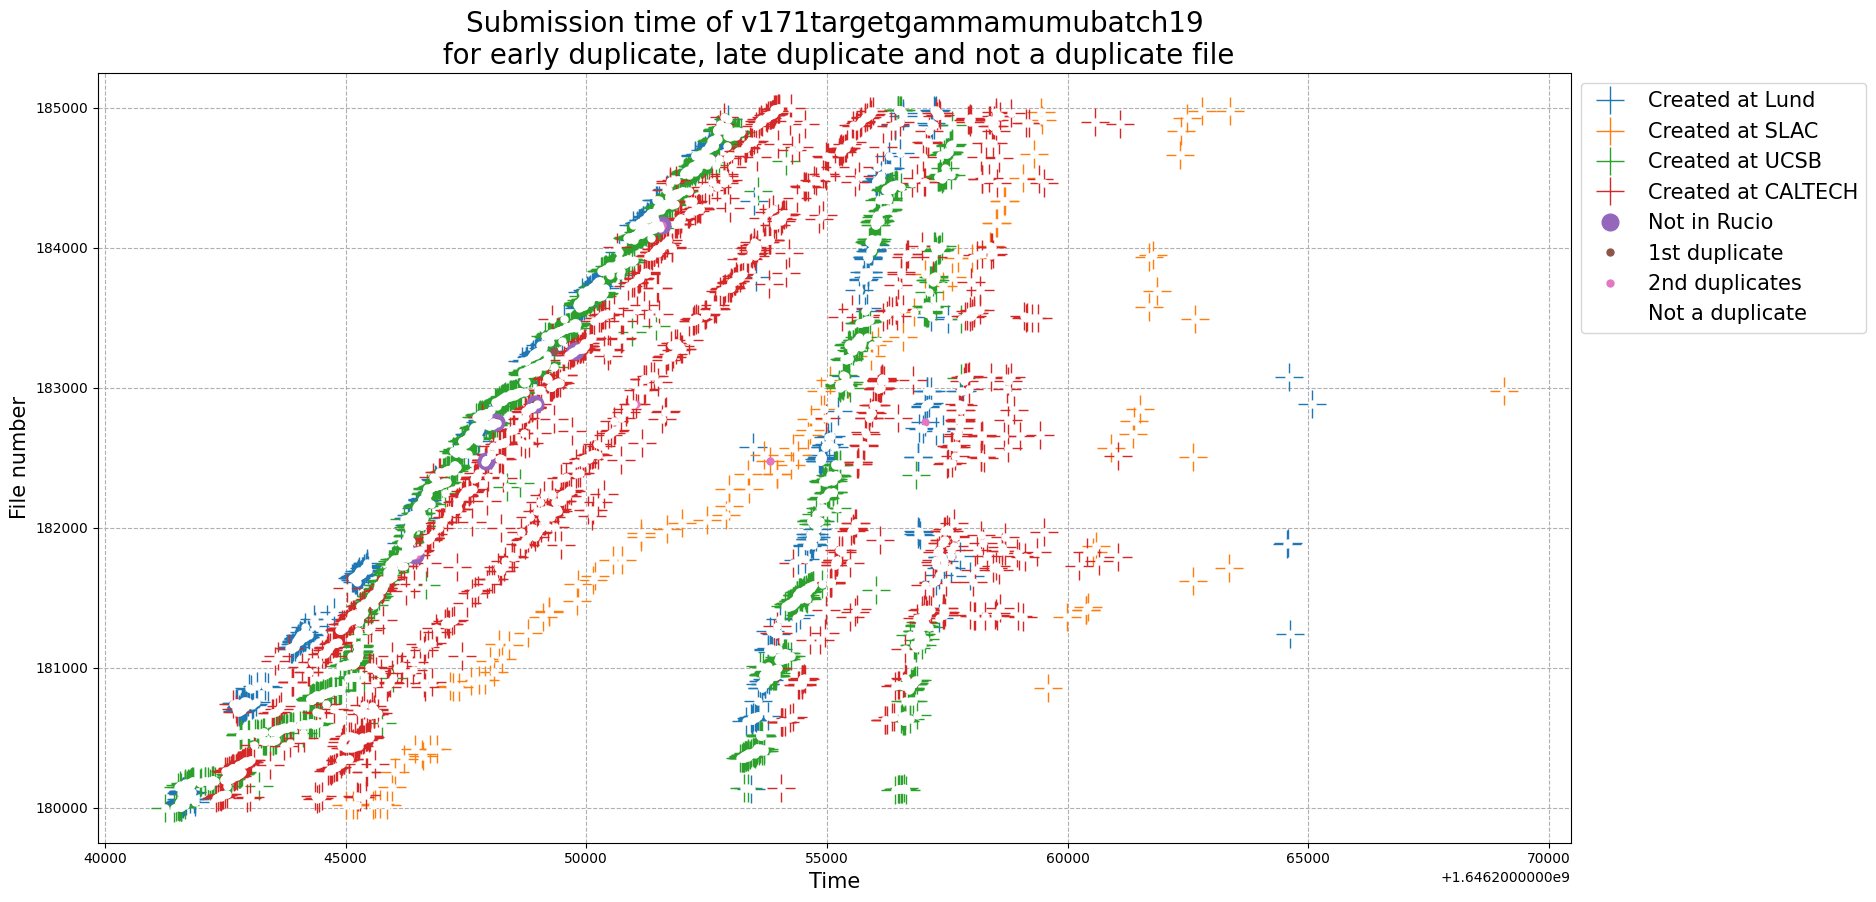 Submission time of v171targetgammamumubatch19
for early duplicate, late duplicate and not a duplicate file
File number
185000
184000
183000
182000
181000
180000
40000
45000
50000
55000
60000
65000
70000
+1.6462000000e9
Time
Created at Lund
Created at SLAC
Created at UCSB
Created at CALTECH
Not in Rucio
1st duplicate
2nd duplicates
Not a duplicate